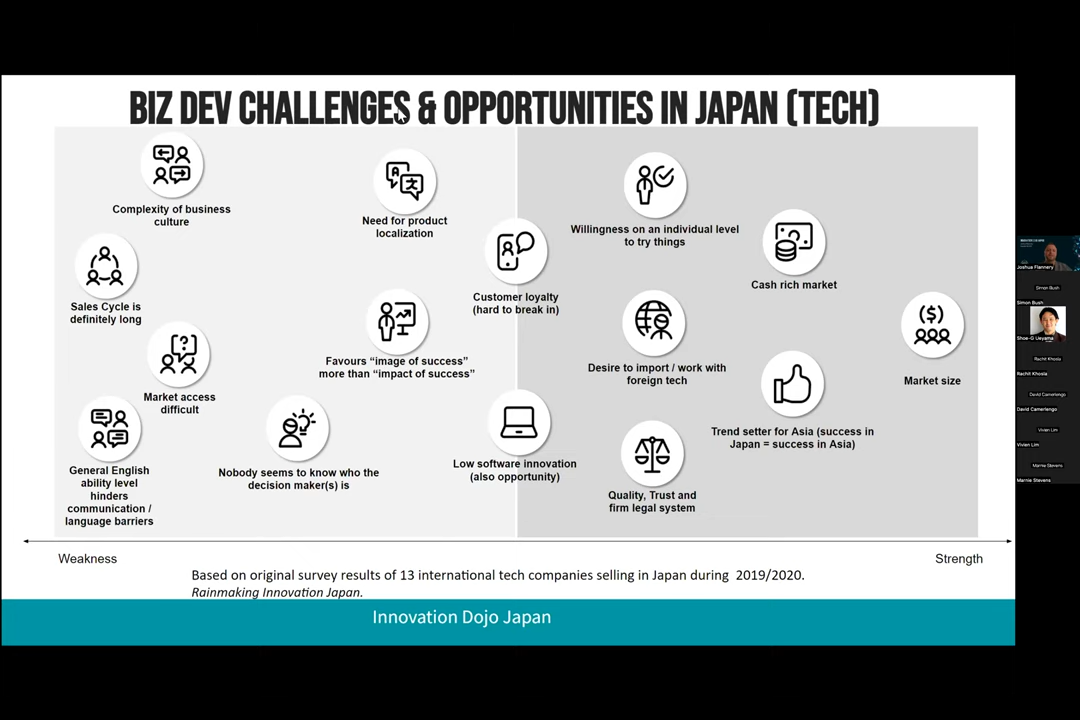 BIZ DEV CHALLENGES & OPPORTUNITIES IN JAPAN (TECH)
Complexity of business
culture
Need for product
localization
Willingness on an individual level
to try things
Cash rich market
Sales Cycle is
definitely long
Customer loyalty
(hard to break in)
Favours “image of success”
more than “impact of success”
Desire to import / work with
foreign tech
Market size
Market access
difficult
Trend setter for Asia (success in
Japan = success in Asia)
General English
ability level
hinders
communication /
language barriers
Nobody seems to know who the
decision maker(s) is
Low software innovation
(also opportunity)
Quality, Trust and
firm legal system
Weakness
Strength
Based on original survey results of 13 international tech companies selling in Japan during 2019/2020.
Rainmaking Innovation Japan.
Innovation Dojo Japan
Joshua Flannery
Simon Bush
Simon Bush
Shoe-G Ueyama
Rachit Khosla
Rachit Khosla
David Camerlengo
David Camerlengo
Vivien Lim
Vivien Lim
Marnie Stevens
Marnie Stevens